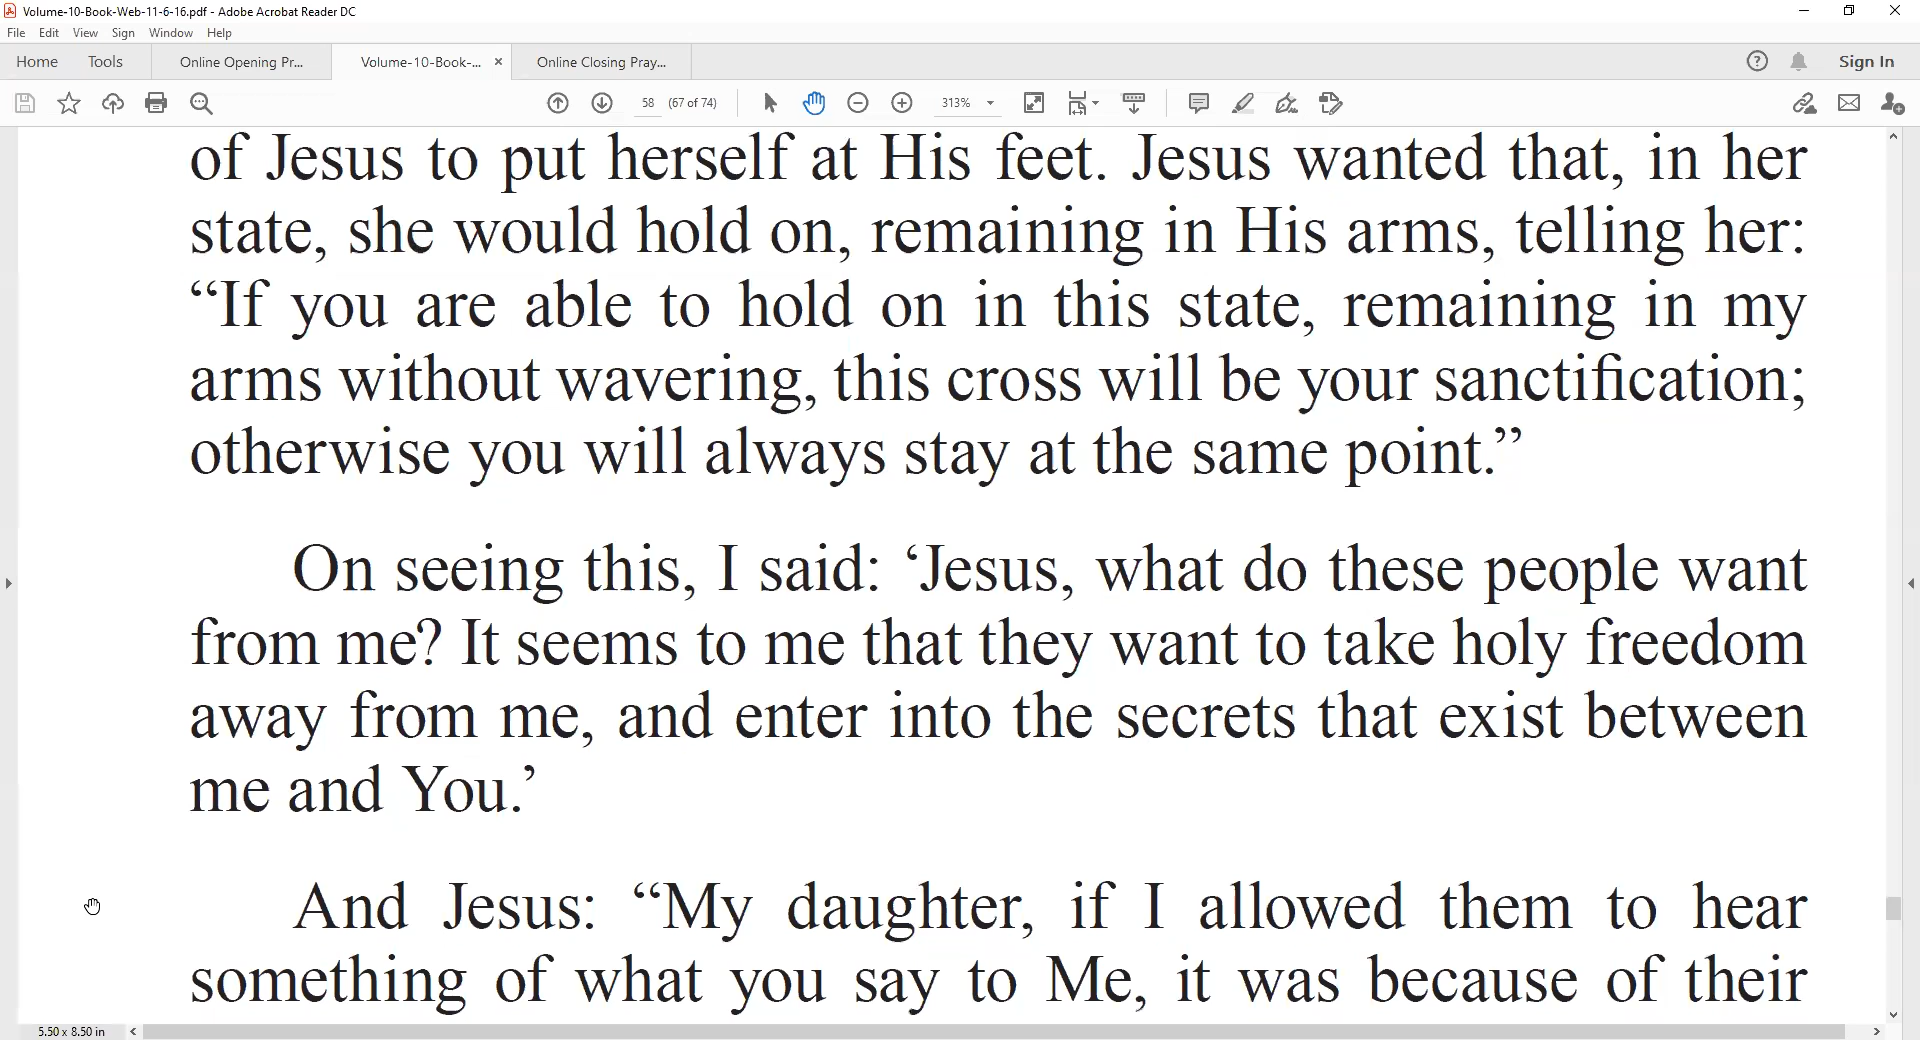 Volume-10-Book-Web-11-6-16.pdf - Adobe Acrobat Reader DC
File Edit View Sign Window Help
Home Tools Online Opening Pr... Volume-10-Book-... × Online Closing Pray... Sign In
58 (67 of 74) 313%
of Jesus to put herself at His feet. Jesus wanted that, in her
state, she would hold on, remaining in His arms, telling her:
“If you are able to hold on in this state, remaining in my
arms without wavering, this cross will be your sanctification;
otherwise you will always stay at the same point.”
On seeing this, I said: ‘Jesus, what do these people want
from me? It seems to me that they want to take holy freedom
away from me, and enter into the secrets that exist between
me and You.’
And Jesus: “My daughter, if I allowed them to hear
something of what you say to Me, it was because of their
5.50 x 8.50 in